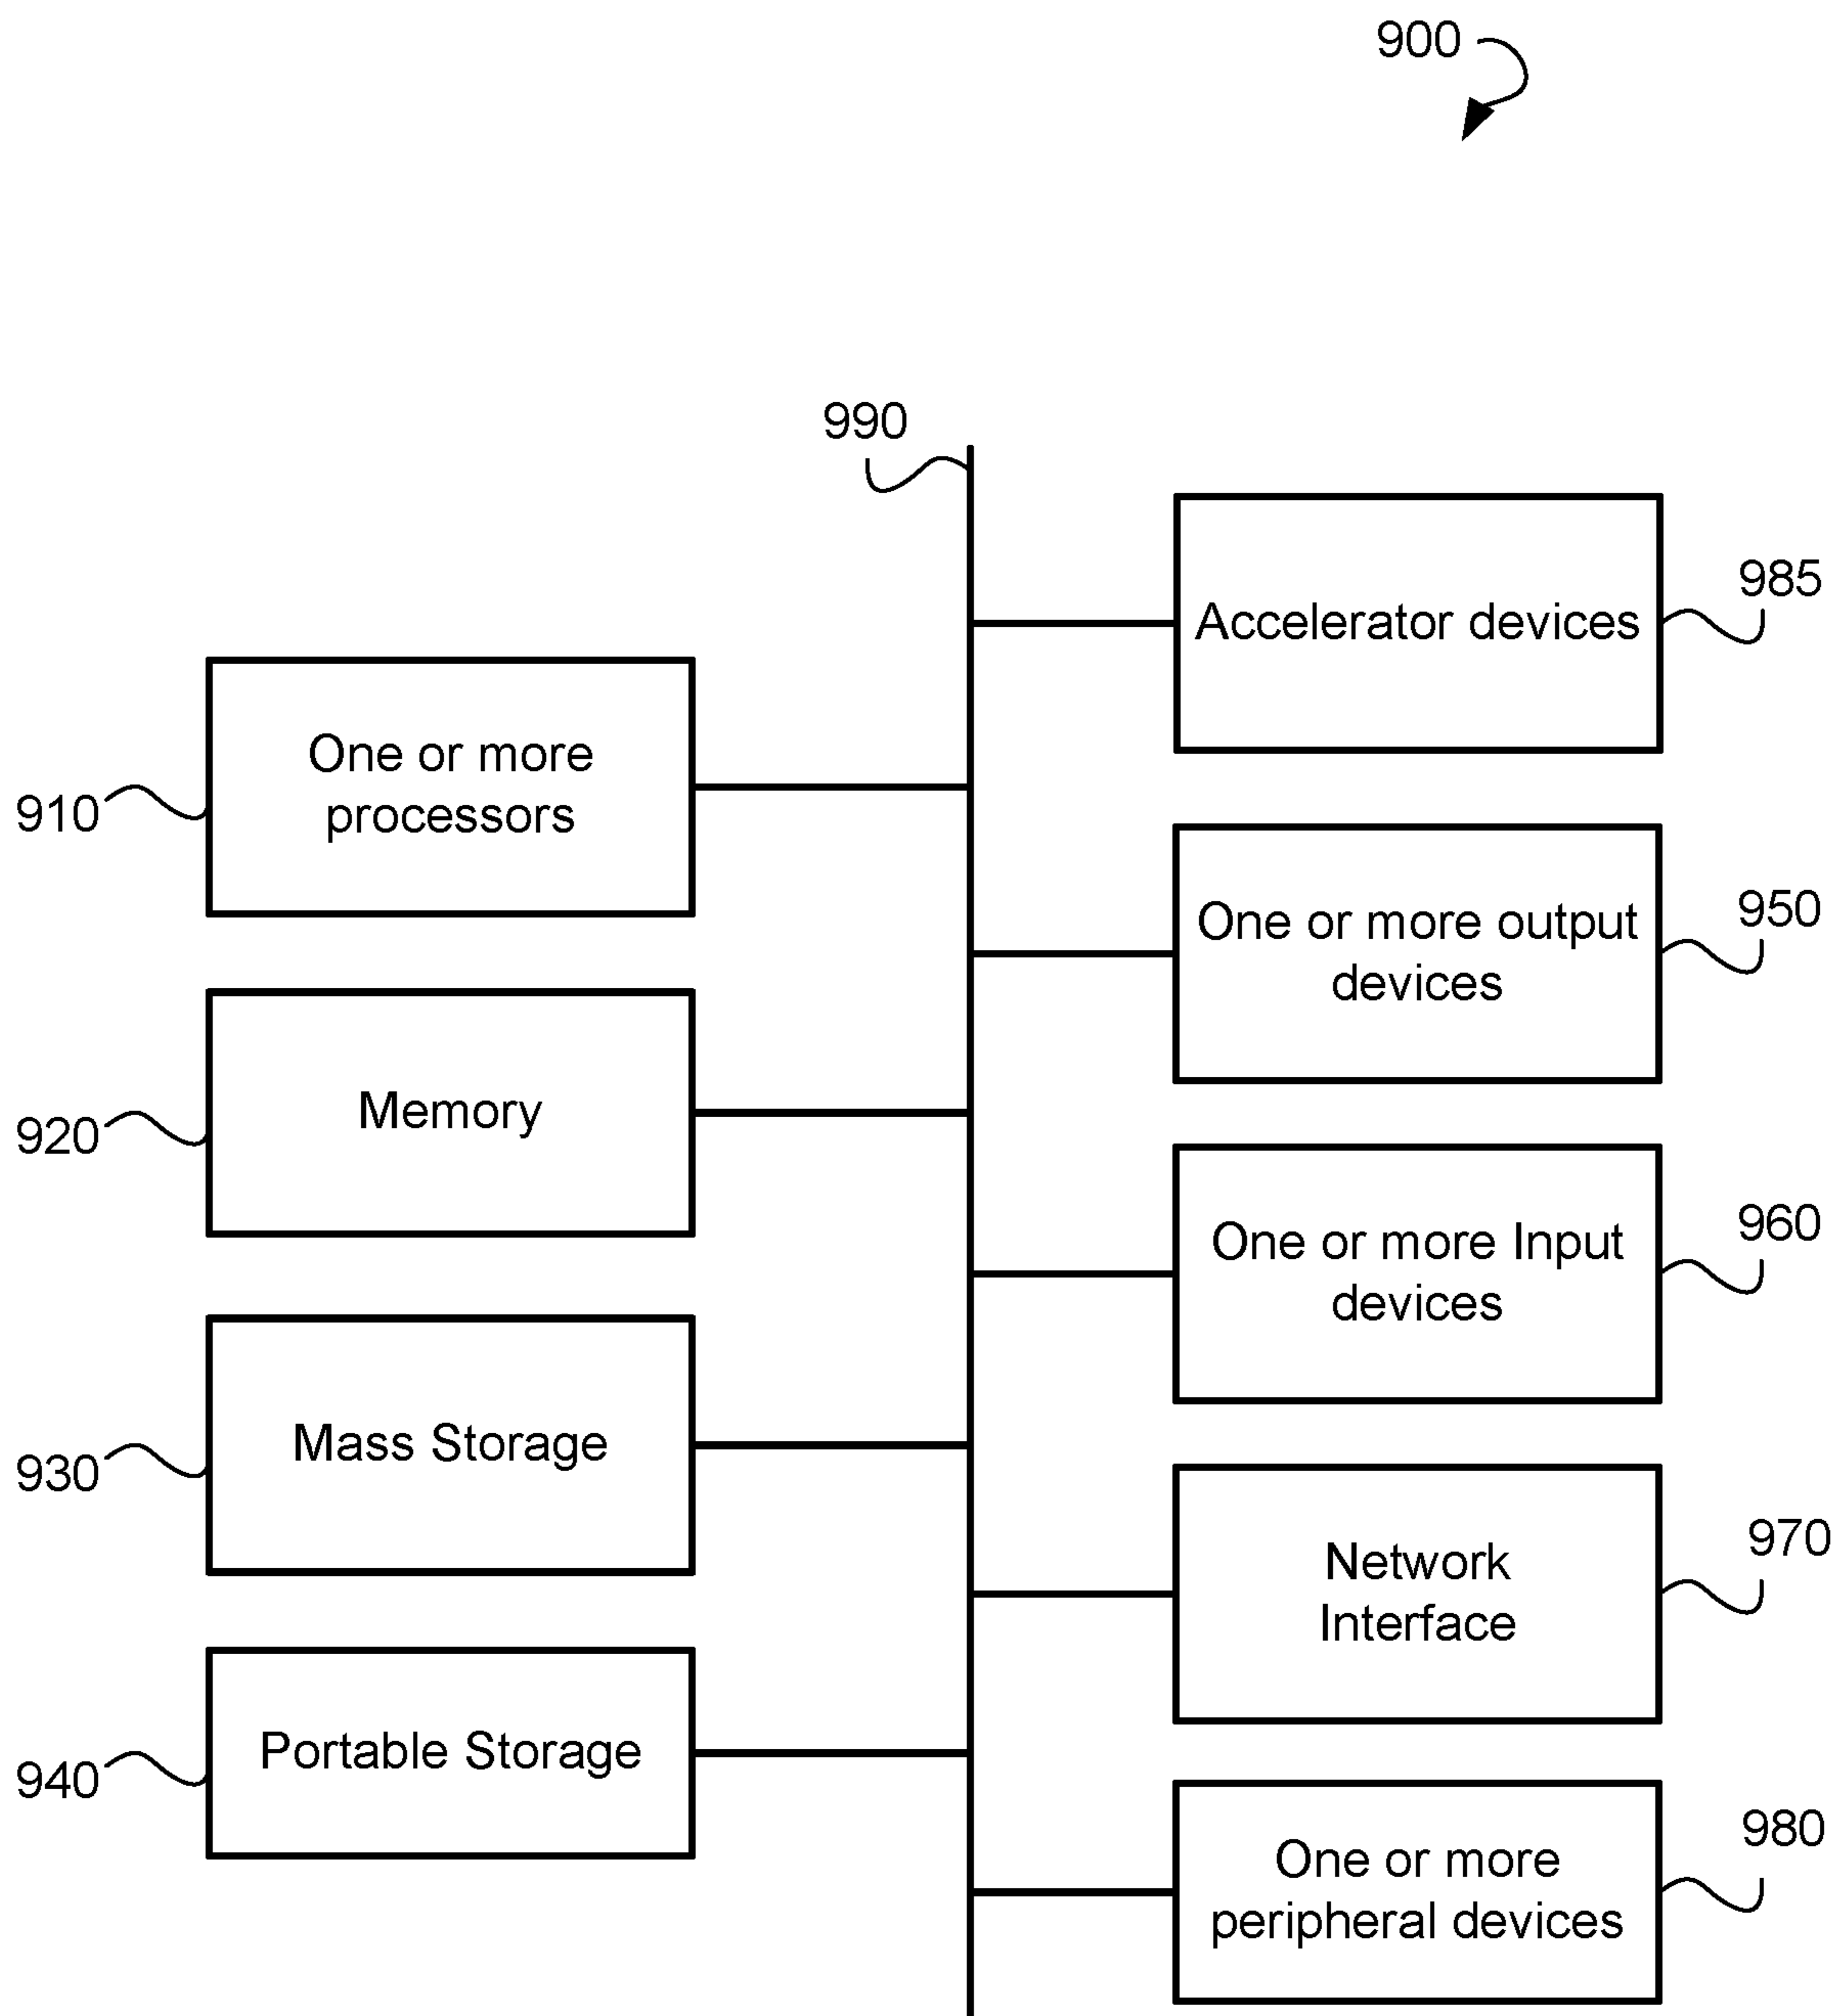 900
990
Accelerator devices
985
One or more
processors
910
One or more output
devices
950
Memory
920
One or more Input
devices
960
Mass Storage
930
Network
Interface
970
Portable Storage
940
One or more
peripheral devices
980